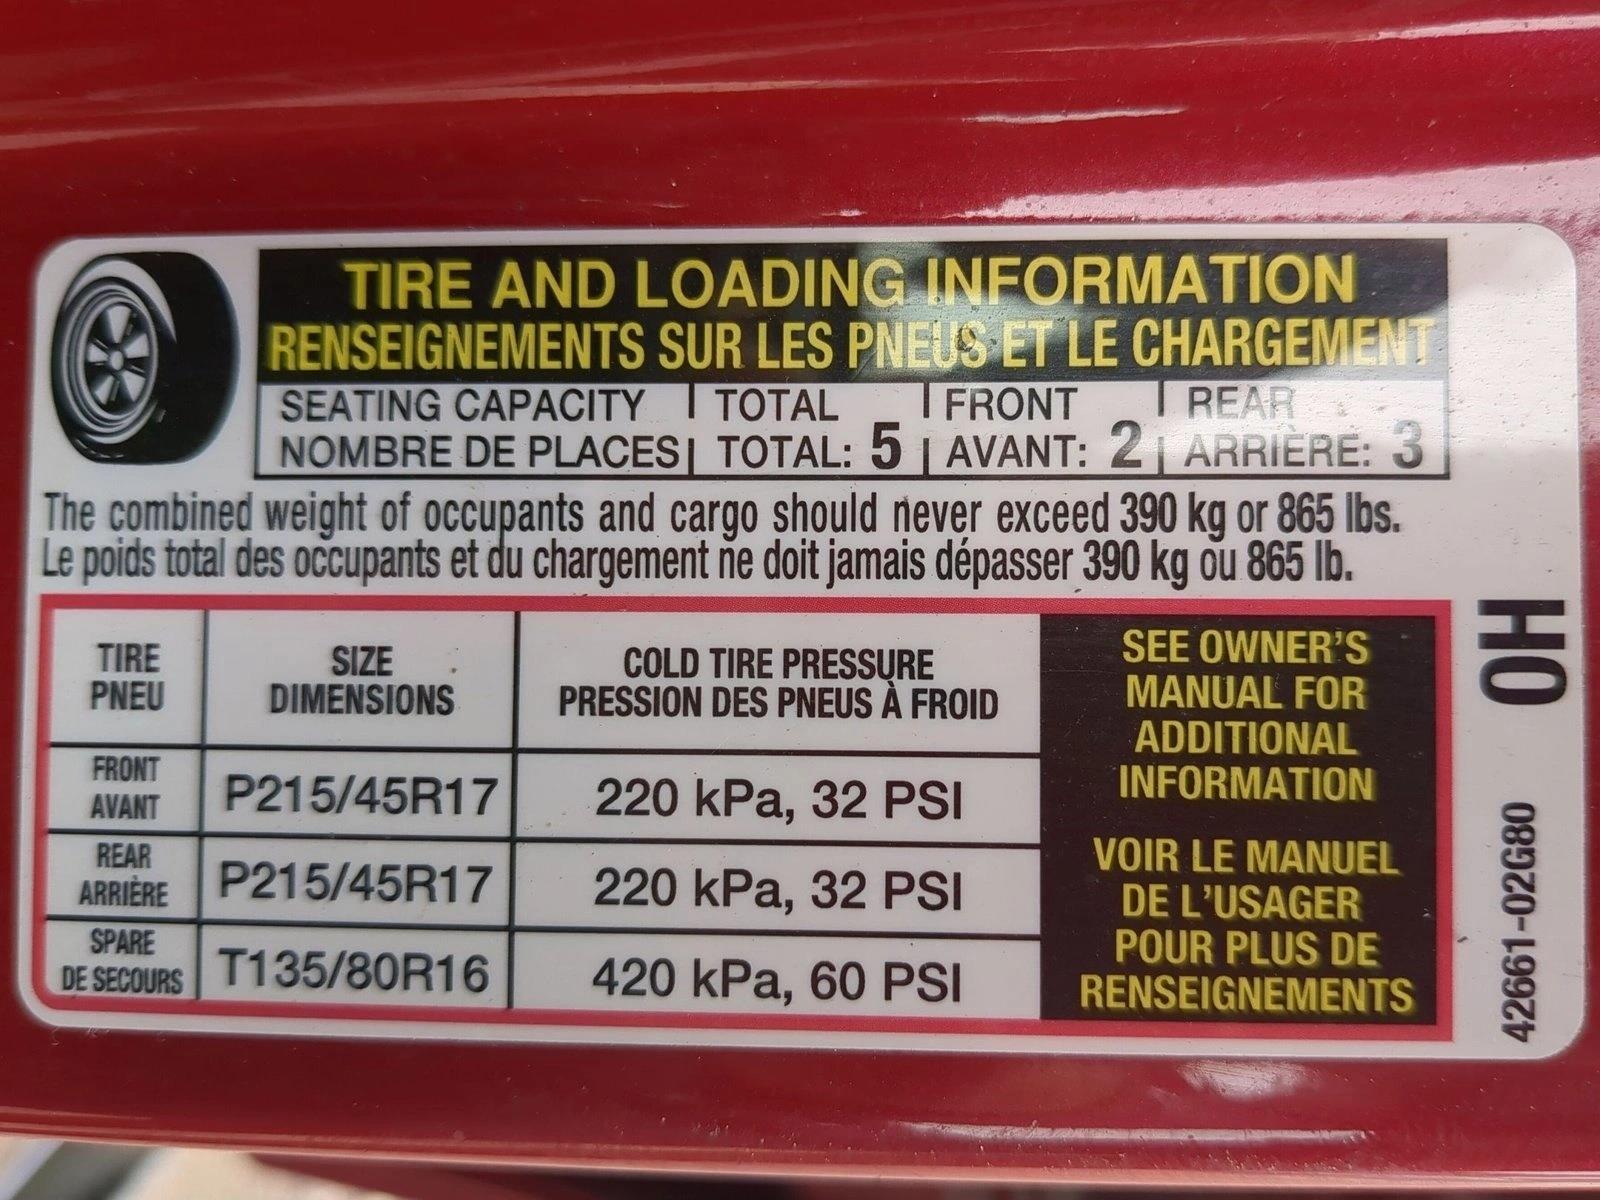 TIRE AND LOADING INFORMATION
RENSEIGNEMENTS SUR LES PNEUS ET LE CHARGEMENT
SEATING CAPACITY | TOTAL | FRONT | REAR
NOMBRE DE PLACES | TOTAL: 5 | AVANT: 2 | ARRIÈRE: 3
The combined weight of occupants and cargo should never exceed 390 kg or 865 lbs.
Le poids total des occupants et du chargement ne doit jamais dépasser 390 kg ou 865 lb.
TIRE
PNEU
SIZE
DIMENSIONS
COLD TIRE PRESSURE
PRESSION DES PNEUS À FROID
FRONT
AVANT
P215/45R17
220 kPa, 32 PSI
REAR
ARRIÈRE
P215/45R17
220 kPa, 32 PSI
SPARE
DE SECOURS
T135/80R16
420 kPa, 60 PSI
SEE OWNER'S
MANUAL FOR
ADDITIONAL
INFORMATION
VOIR LE MANUEL
DE L'USAGER
POUR PLUS DE
RENSEIGNEMENTS
42661-02G80
OH